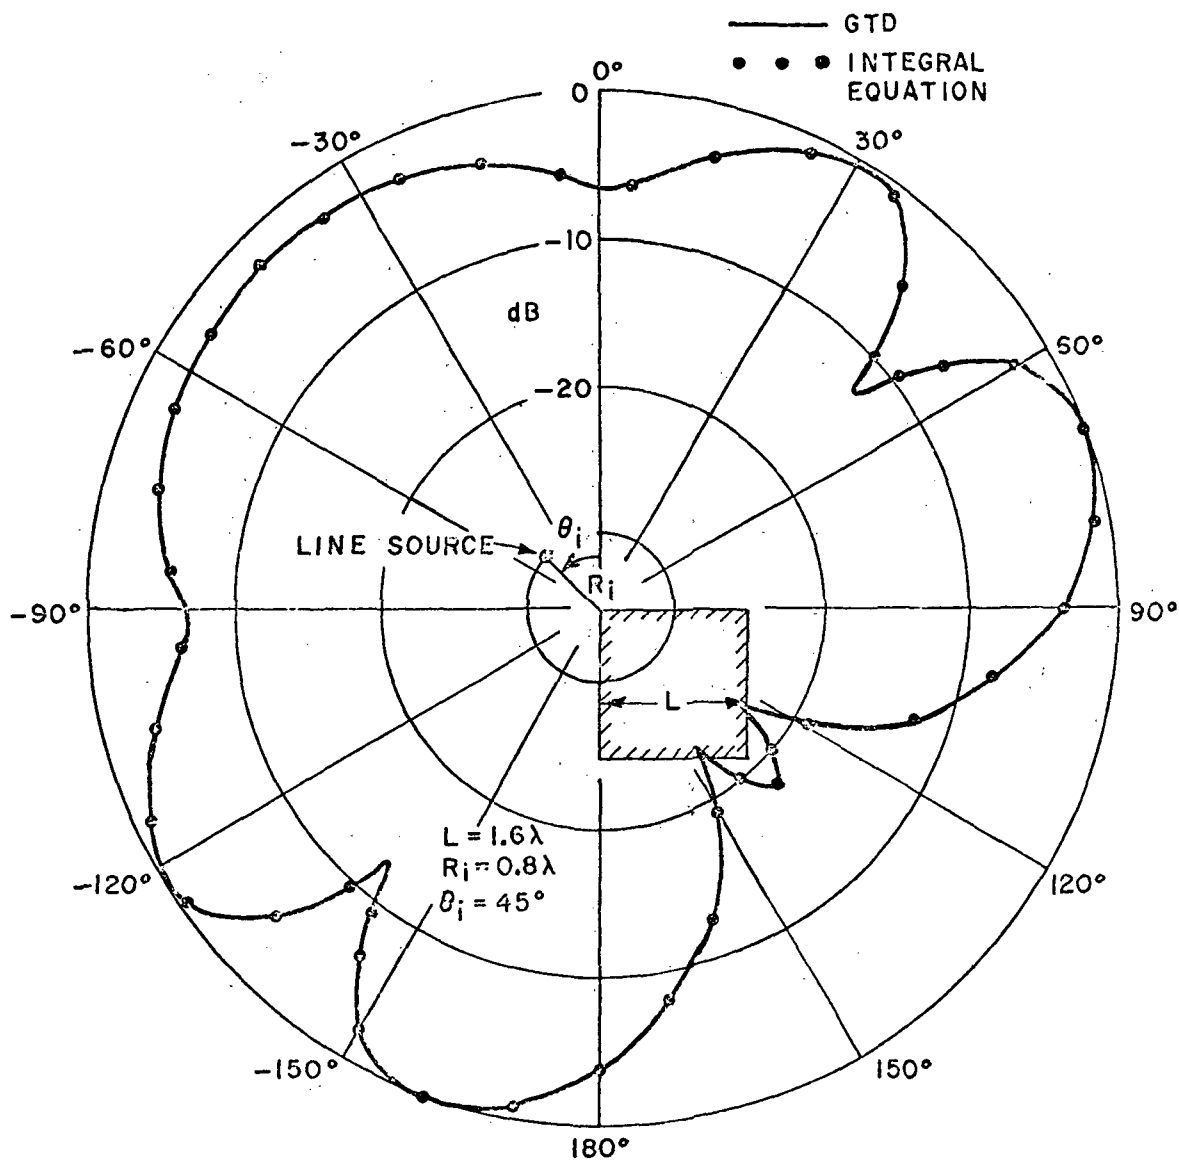 GTD
INTEGRAL
EQUATION
0°
0
-30°
30°
-10
dB
-60°
60°
-20
θi
LINE SOURCE
Ri
-90°
90°
L
L = 1.6λ
Ri = 0.8λ
θi = 45°
-120°
120°
-150°
150°
180°